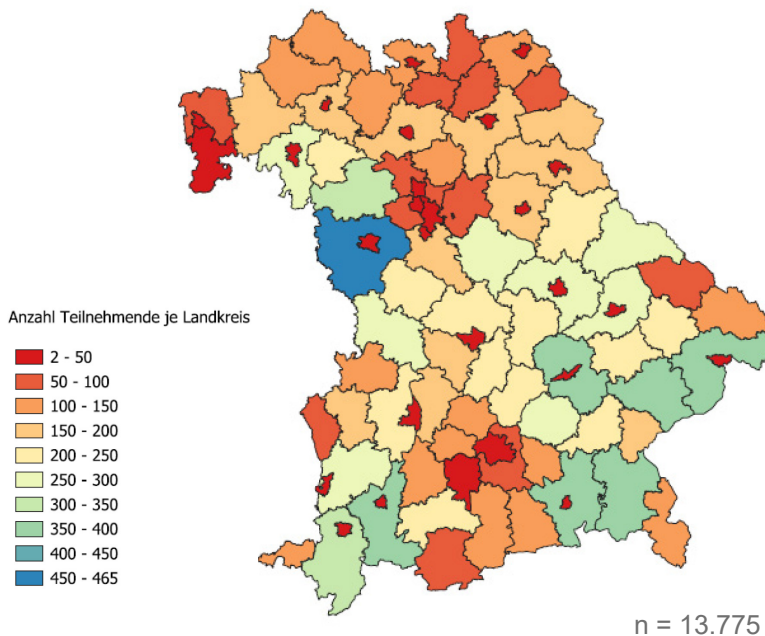 Anzahl Teilnehmende je Landkreis
2 - 50
50 - 100
100 - 150
150 - 200
200 - 250
250 - 300
300 - 350
350 - 400
400 - 450
450 - 465
n = 13.775